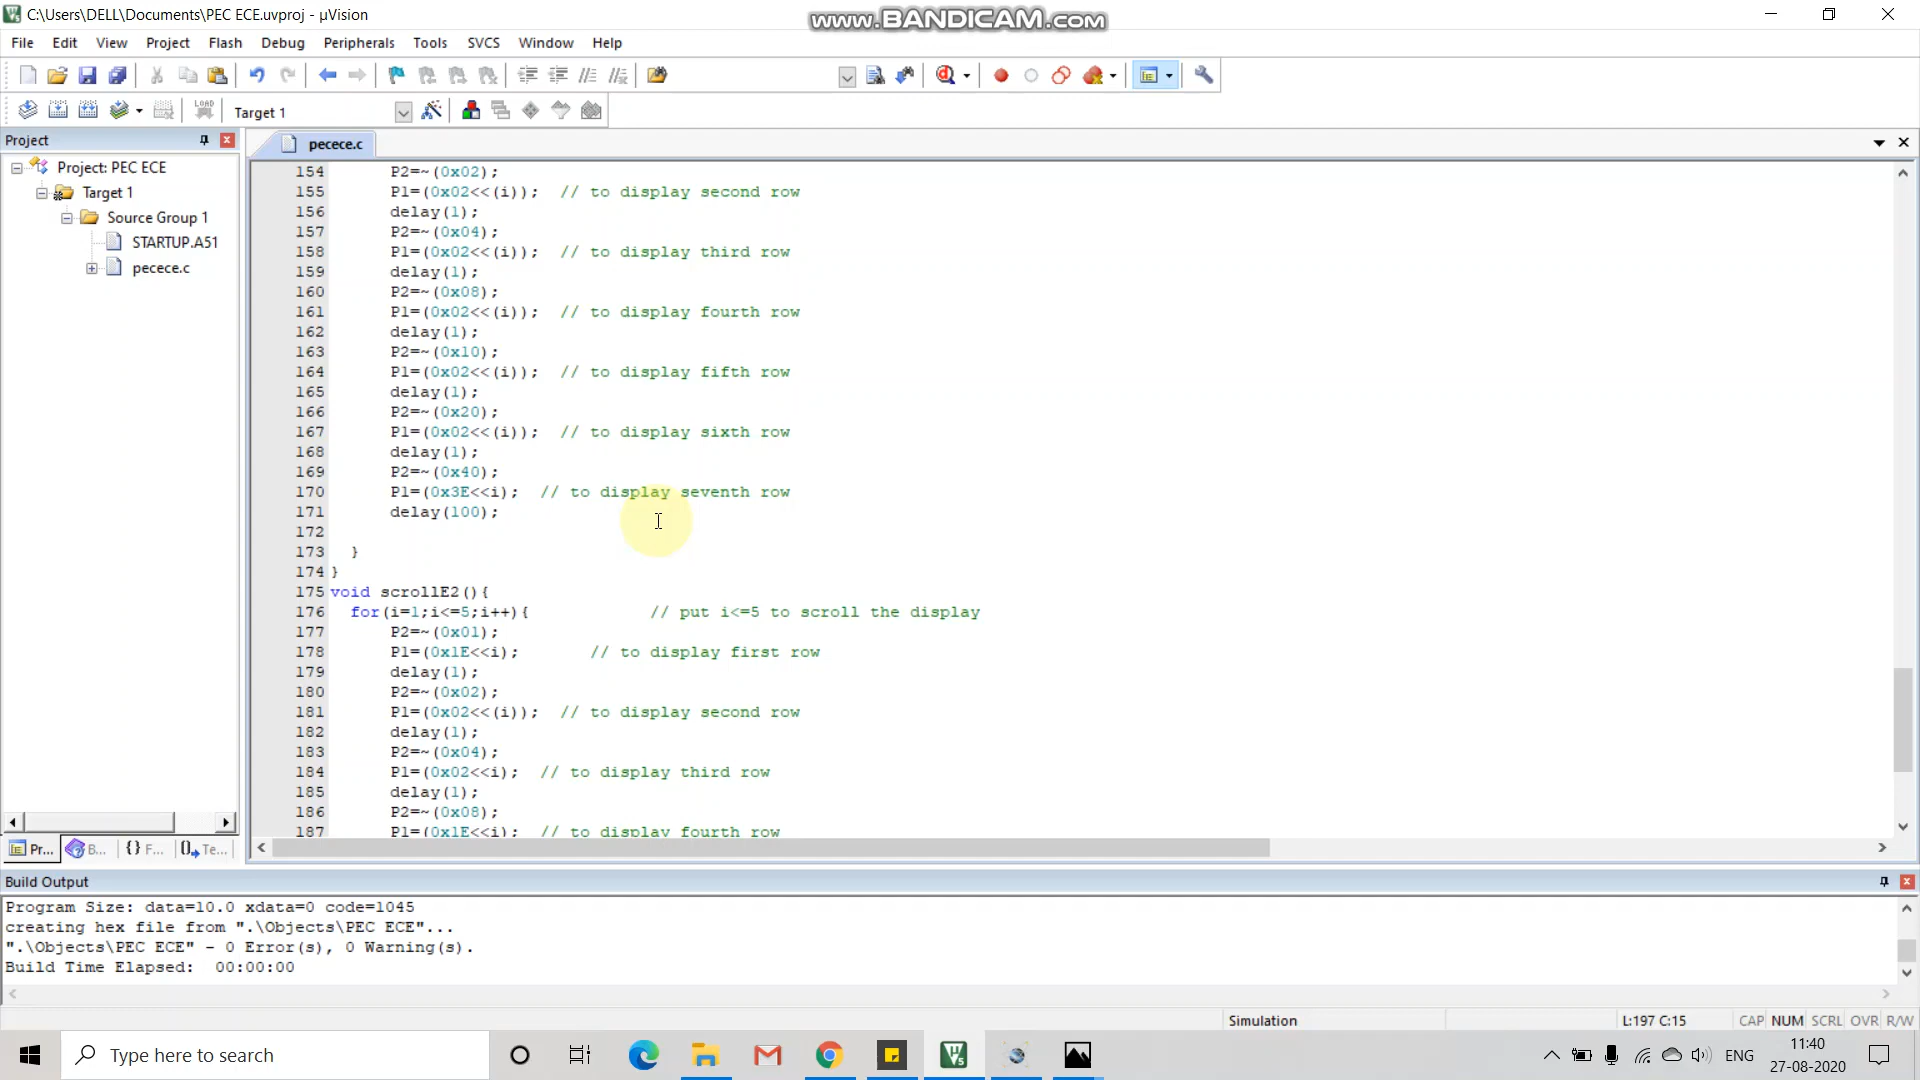 C:\Users\DELL\Documents\PEC ECE.uvproj - µVision
www.BANDICAM.com
File Edit View Project Flash Debug Peripherals Tools SVCS Window Help
LOAD Target 1
Project
pecece.c
Project: PEC ECE
Target 1
Source Group 1
STARTUP.A51
pecece.c
154 P2=~(0x02);
155 P1=(0x02<<(i)); // to display second row
156 delay(1);
157 P2=~(0x04);
158 P1=(0x02<<(i)); // to display third row
159 delay(1);
160 P2=~(0x08);
161 P1=(0x02<<(i)); // to display fourth row
162 delay(1);
163 P2=~(0x10);
164 P1=(0x02<<(i)); // to display fifth row
165 delay(1);
166 P2=~(0x20);
167 P1=(0x02<<(i)); // to display sixth row
168 delay(1);
169 P2=~(0x40);
170 P1=(0x3E<<i); // to display seventh row
171 delay(100);
172
173 }
174 }
175 void scrollE2(){
176 for(i=1;i<=5;i++){ // put i<=5 to scroll the display
177 P2=~(0x01);
178 P1=(0x1E<<i); // to display first row
179 delay(1);
180 P2=~(0x02);
181 P1=(0x02<<(i)); // to display second row
182 delay(1);
183 P2=~(0x04);
184 P1=(0x02<<i); // to display third row
185 delay(1);
186 P2=~(0x08);
187 P1=(0x1E<<i); // to display fourth row
Pr... B... {} F... Te...
Build Output
Program Size: data=10.0 xdata=0 code=1045
creating hex file from ".\Objects\PEC ECE"...
".\Objects\PEC ECE" - 0 Error(s), 0 Warning(s).
Build Time Elapsed: 00:00:00
Simulation L:197 C:15 CAP NUM SCRL OVR R/W
Type here to search
ENG
11:40
27-08-2020